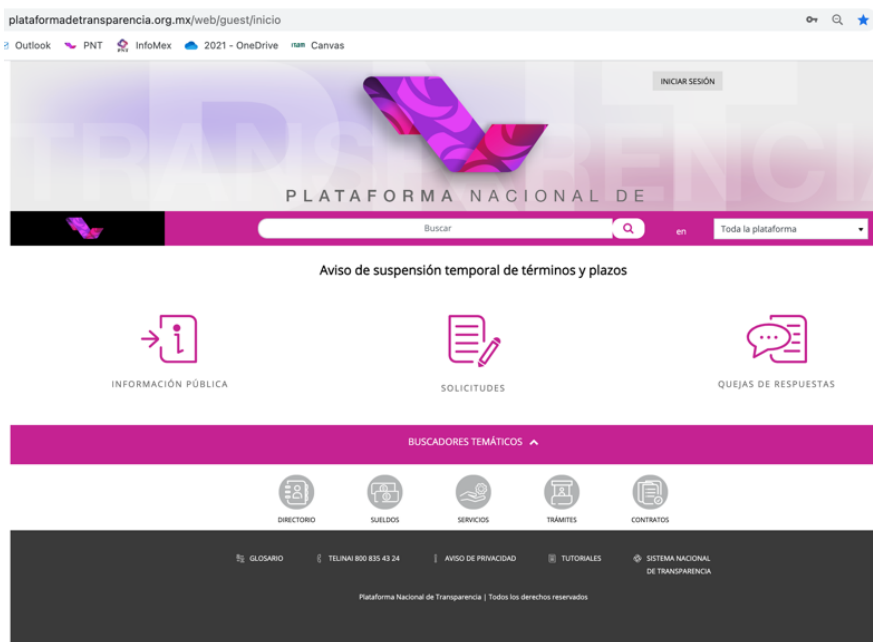 plataformadetransparencia.org.mx/web/guest/inicio
Outlook PNT InfoMex 2021 - OneDrive Canvas
INICIAR SESIÓN
PLATAFORMA NACIONAL DE
Buscar en Toda la plataforma
Aviso de suspensión temporal de términos y plazos
INFORMACIÓN PÚBLICA SOLICITUDES QUEJAS DE RESPUESTAS
BUSCADORES TEMÁTICOS
DIRECTORIO SUELDOS SERVICIOS TRÁMITES CONTRATOS
GLOSARIO TELINAI 800 835 43 24 AVISO DE PRIVACIDAD TUTORIALES SISTEMA NACIONAL
DE TRANSPARENCIA
Plataforma Nacional de Transparencia | Todos los derechos reservados